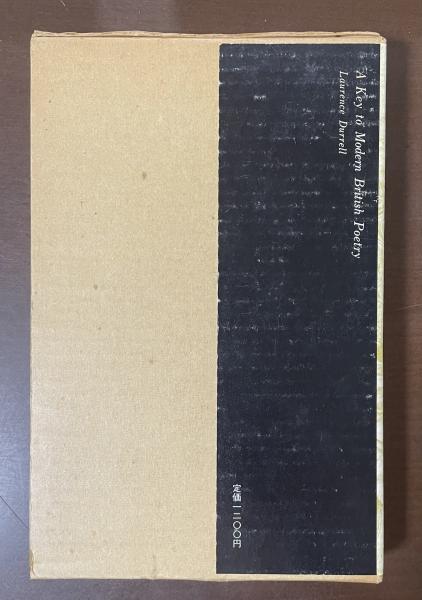 A Key to Modern British Poetry
Laurence Durrell
定価一二〇〇円